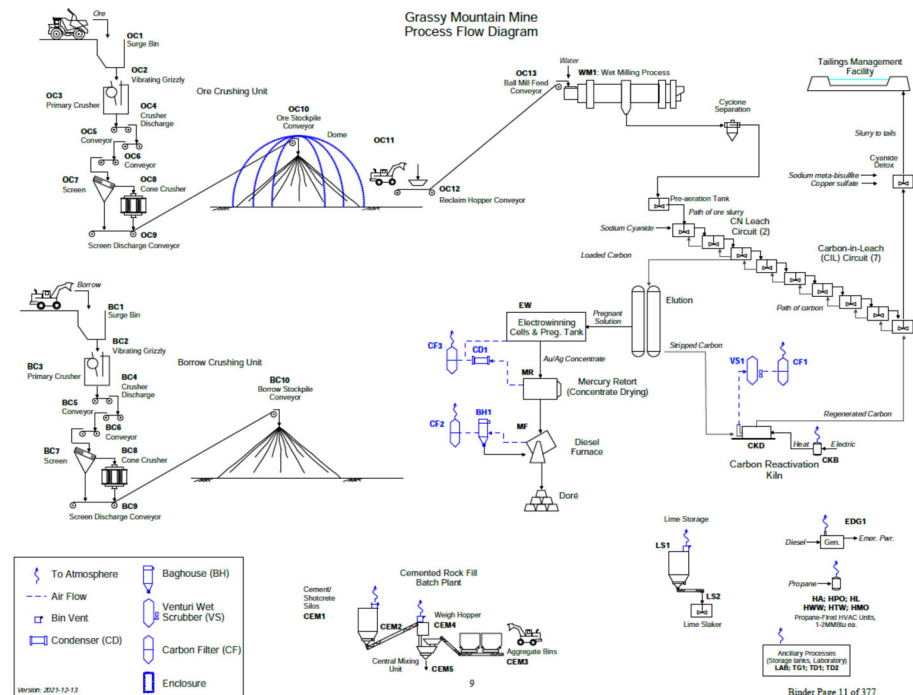 Grassy Mountain Mine
Process Flow Diagram
Ore
OC1
Surge Bin
OC2
Vibrating Grizzly
OC3
Primary Crusher
OC4
Crusher
Discharge
Ore Crushing Unit
OC5
Conveyor
OC6
Conveyor
OC7
Screen
OC8
Cone Crusher
OC9
Screen Discharge Conveyor
OC10
Ore Stockpile
Conveyor
Dome
OC11
OC12
Reclaim Hopper Conveyor
OC13
Ball Mill Feed
Conveyor
Water
WM1: Wet Milling Process
Cyclone
Separation
Tailings Management
Facility
Slurry to tails
Cyanide
Detox
Sodium meta-bisulfite
Copper sulfate
Pre-aeration Tank
Path of ore slurry
Sodium Cyanide
CN Leach
Circuit (2)
Carbon-in-Leach
(CIL) Circuit (7)
Loaded Carbon
Path of carbon
Elution
Pregnant
Solution
Stripped Carbon
EW
Electrowinning
Cells & Preg. Tank
Au/Ag Concentrate
CF3
CD1
MR
Mercury Retort
(Concentrate Drying)
CF2
BH1
MF
Diesel
Furnace
Doré
VS1
CF1
Regenerated Carbon
Heat
Electric
CKD
CKB
Carbon Reactivation
Kiln
Borrow
BC1
Surge Bin
BC2
Vibrating Grizzly
BC3
Primary Crusher
BC4
Crusher
Discharge
Borrow Crushing Unit
BC5
Conveyor
BC6
Conveyor
BC7
Screen
BC8
Cone Crusher
BC9
Screen Discharge Conveyor
BC10
Borrow Stockpile
Conveyor
To Atmosphere
Air Flow
Bin Vent
Condenser (CD)
Baghouse (BH)
Venturi Wet
Scrubber (VS)
Carbon Filter (CF)
Enclosure
Version: 2021-12-13
Cemented Rock Fill
Batch Plant
Cement/
Shotcrete
Silos
CEM1
CEM2
Weigh Hopper
CEM4
Central Mixing
Unit
CEM5
Aggregate Bins
CEM3
Lime Storage
LS1
LS2
Lime Slaker
EDG1
Diesel
Gen.
Emer. Pwr.
Propane
HA; HPO; HL
HWW; HTW; HMO
Propane-Fired HVAC Units,
1-2MMBtu ea.
Ancillary Processes
(Storage tanks, Laboratory)
LAB; TG1; TD1; TD2
9
Binder Page 11 of 377